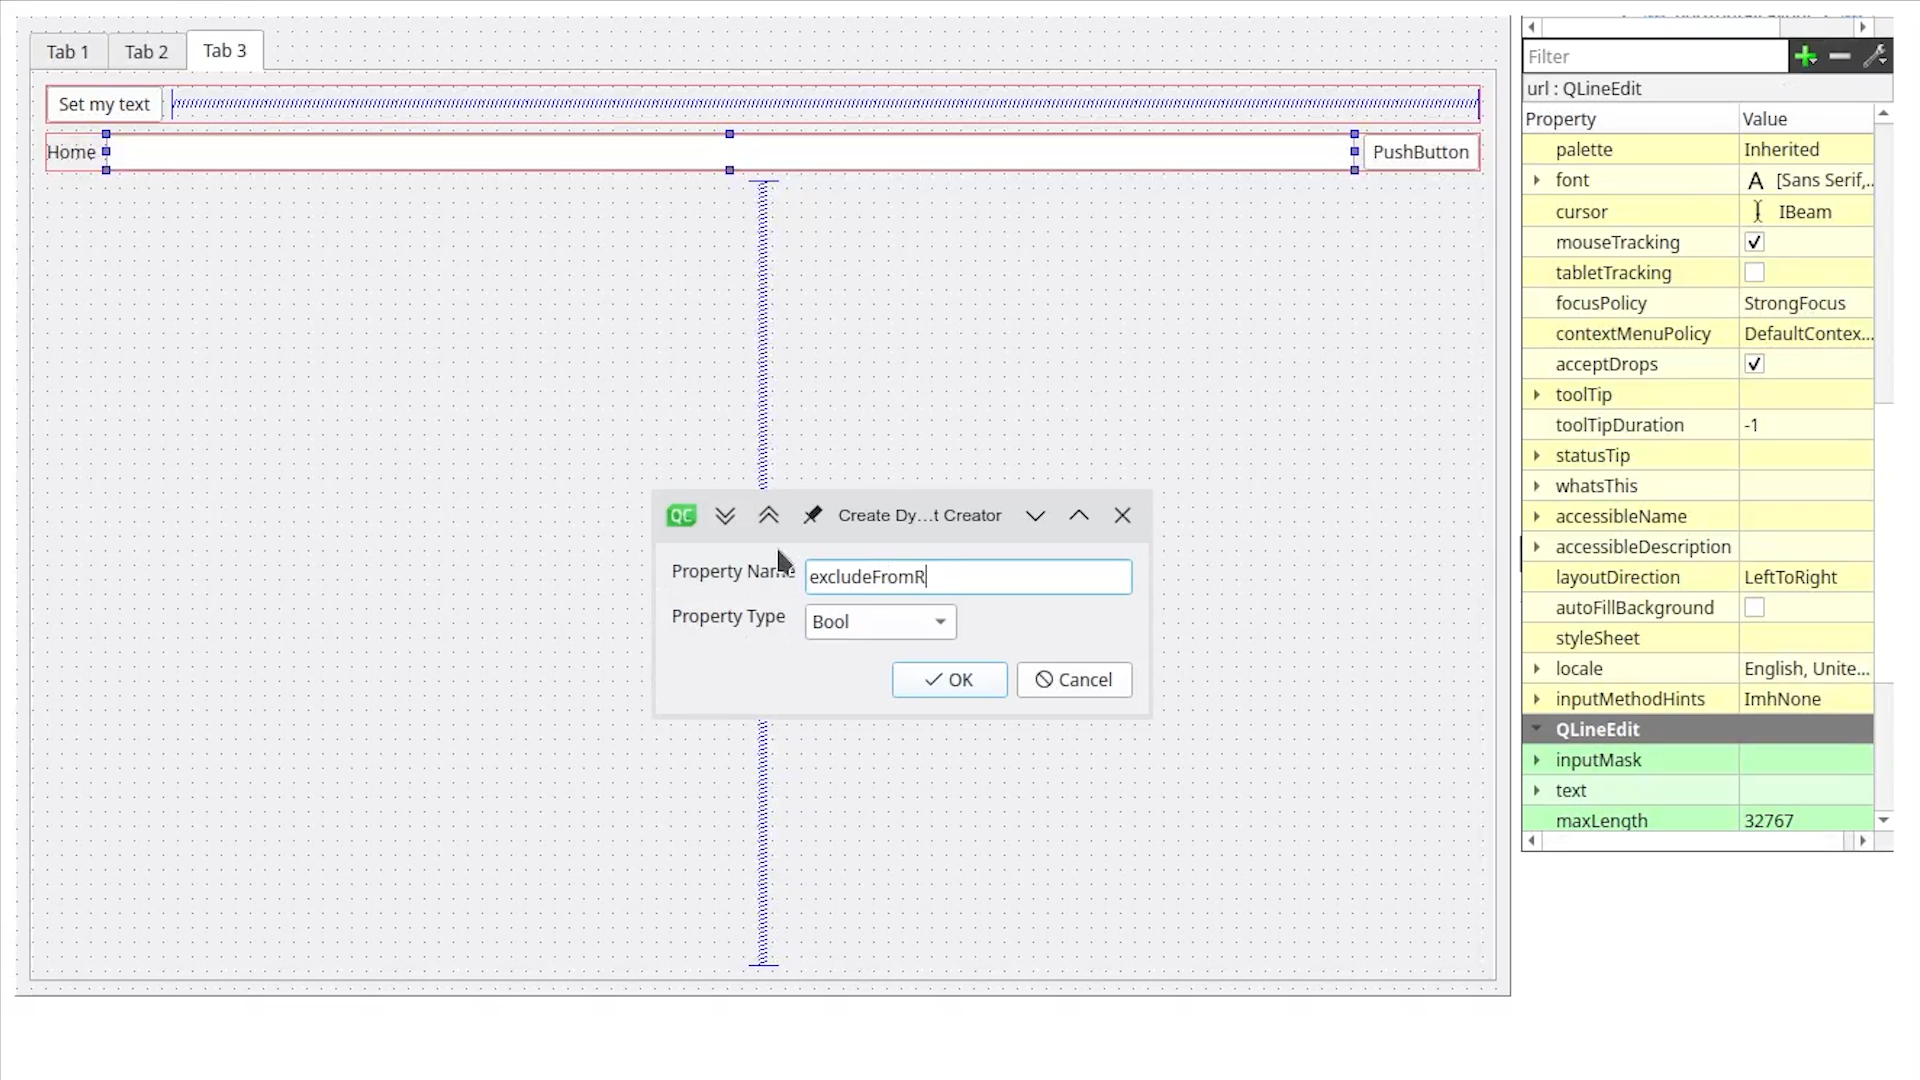 Tab 1
Tab 2
Tab 3
Set my text
Home
PushButton
QC
Create Dy...t Creator
Property Name
excludeFromR
Property Type
Bool
OK
Cancel
Filter
url : QLineEdit
Property Value
palette Inherited
font A [Sans Serif,...
cursor IBeam
mouseTracking
tabletTracking
focusPolicy StrongFocus
contextMenuPolicy DefaultContex...
acceptDrops
toolTip
toolTipDuration -1
statusTip
whatsThis
accessibleName
accessibleDescription
layoutDirection LeftToRight
autoFillBackground
styleSheet
locale English, Unite...
inputMethodHints ImhNone
QLineEdit
inputMask
text
maxLength 32767